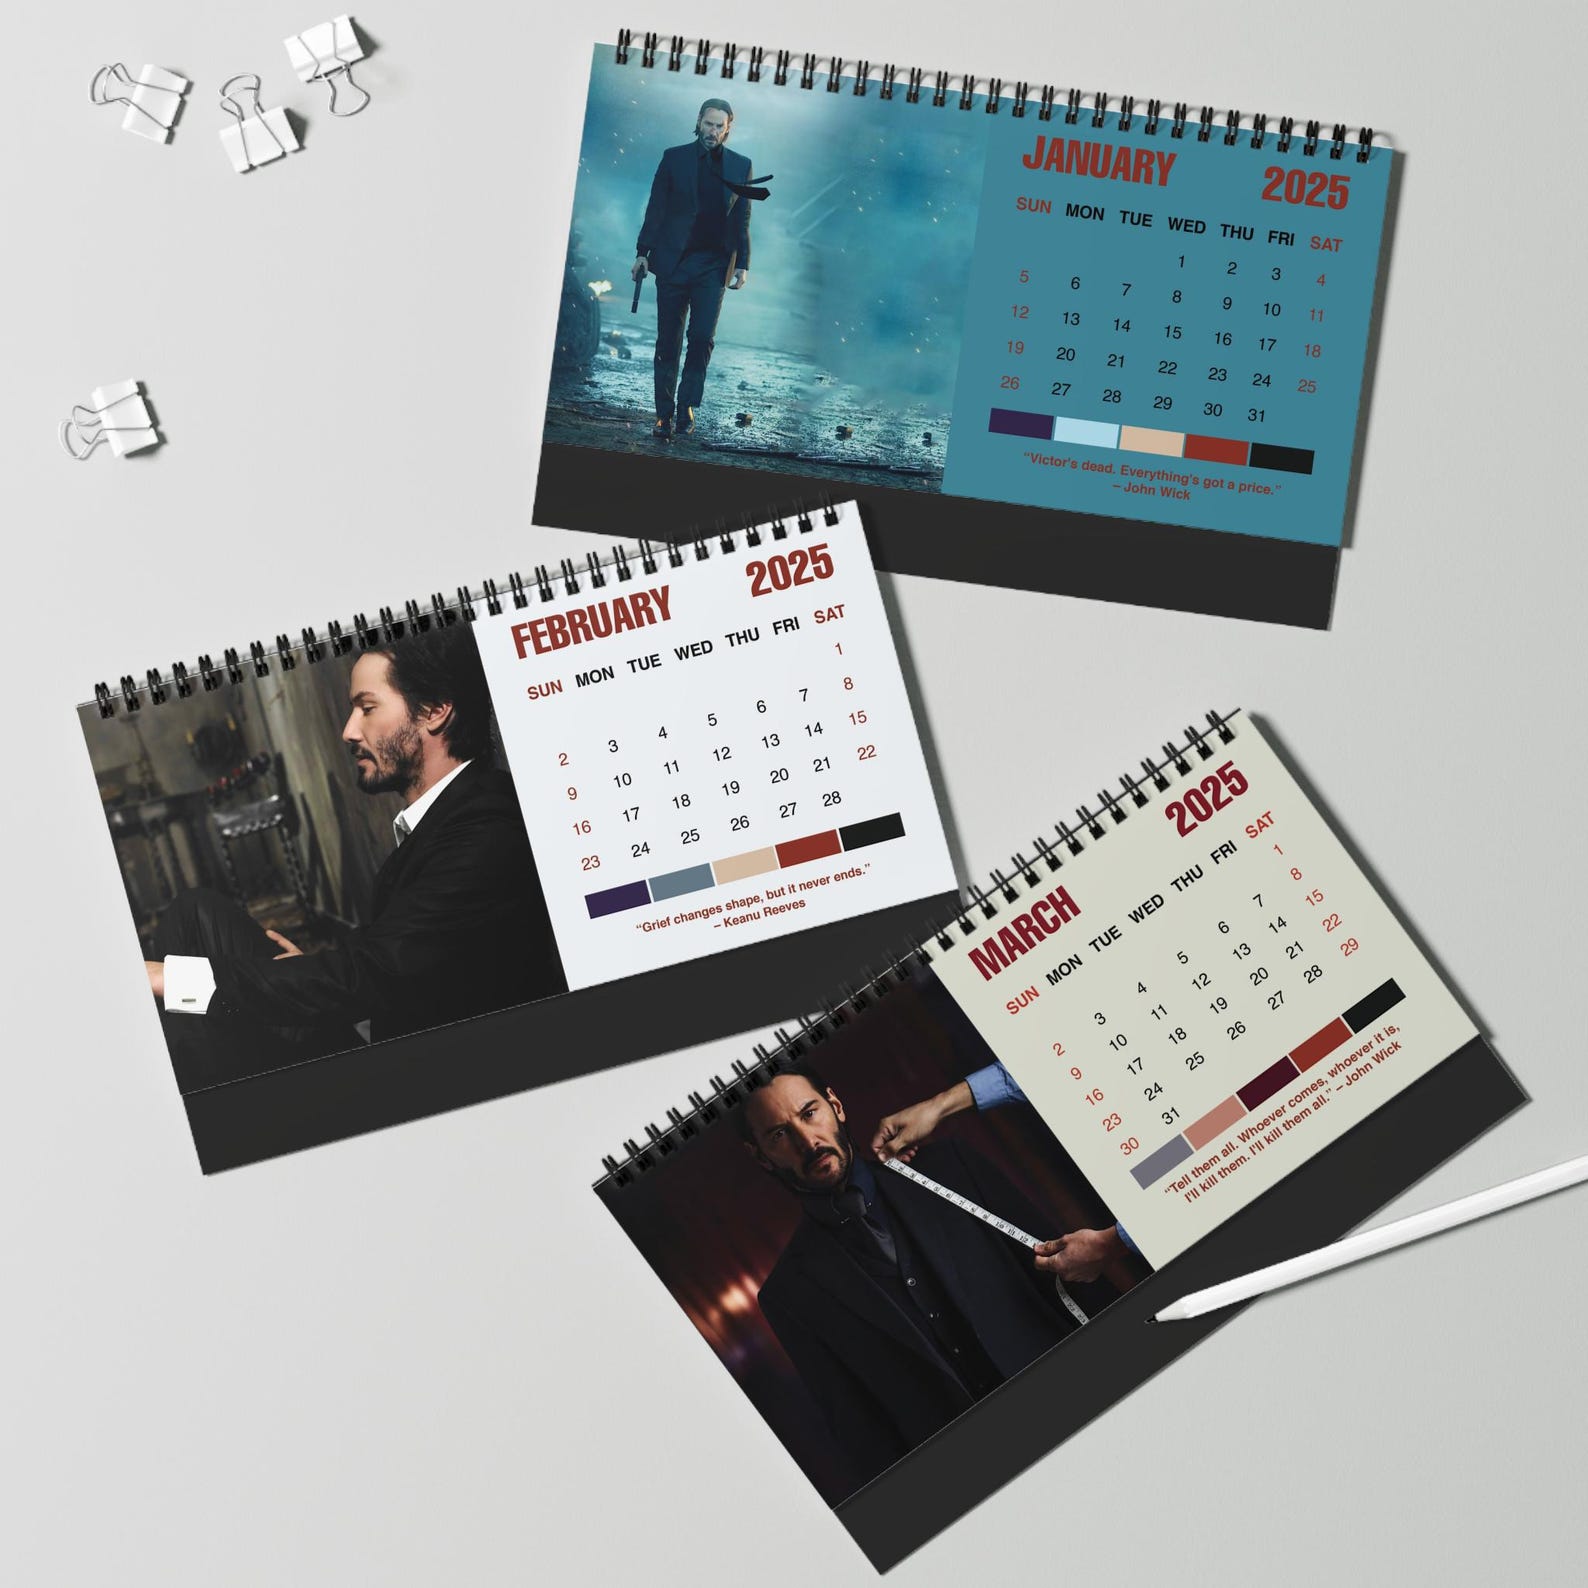 JANUARY 2025
SUN MON TUE WED THU FRI SAT
1 2 3 4
5 6 7 8 9 10 11
12 13 14 15 16 17 18
19 20 21 22 23 24 25
26 27 28 29 30 31
“Victor's dead. Everything's got a price.”
– John Wick
FEBRUARY 2025
SUN MON TUE WED THU FRI SAT
1
2 3 4 5 6 7 8
9 10 11 12 13 14 15
16 17 18 19 20 21 22
23 24 25 26 27 28
“Grief changes shape, but it never ends.”
– Keanu Reeves
MARCH 2025
SUN MON TUE WED THU FRI SAT
1
2 3 4 5 6 7 8
9 10 11 12 13 14 15
16 17 18 19 20 21 22
23 24 25 26 27 28 29
30 31
“Tell them all. Whoever comes, whoever it is,
I'll kill them. I'll kill them all.” – John Wick